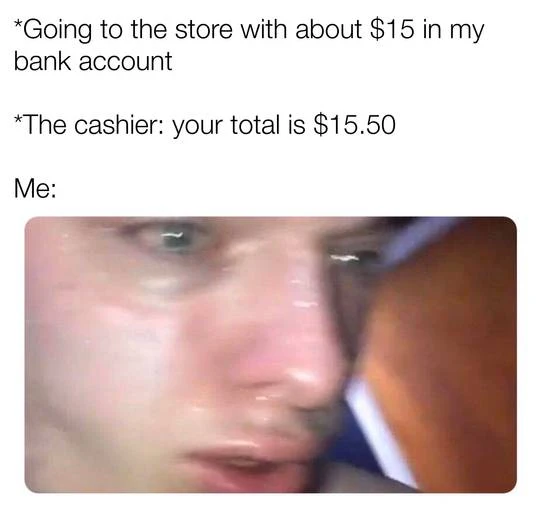 *Going to the store with about $15 in my
bank account
*The cashier: your total is $15.50
Me: